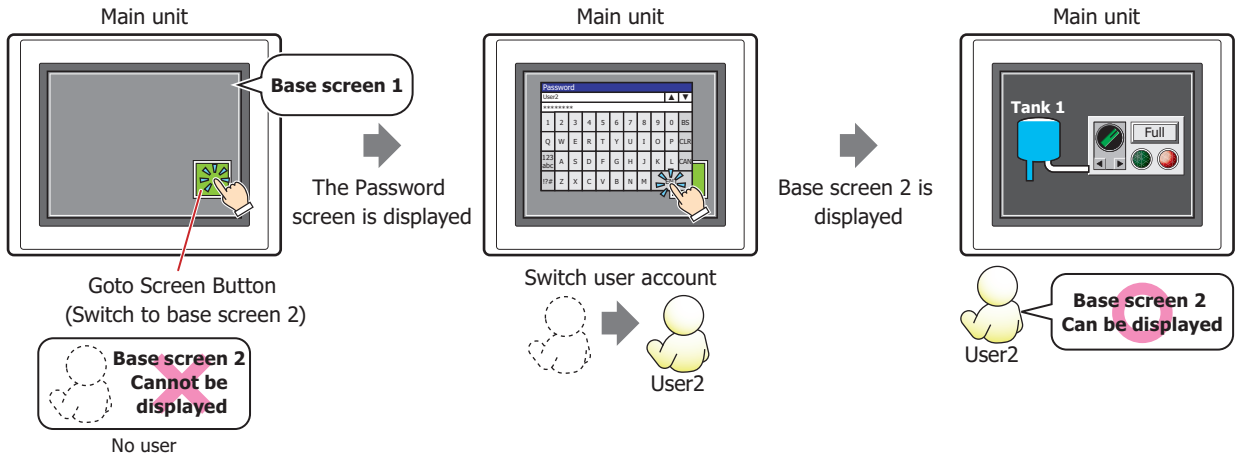 Main unit
Main unit
Main unit
Base screen 1
Password
User2
▲ ▼
********
1 2 3 4 5 6 7 8 9 0 BS
Q W E R T Y U I O P CLR
123 abc A S D F G H J K L CAN
!?# Z X C V B N M
Tank 1
Full
The Password
screen is displayed
Base screen 2 is
displayed
Goto Screen Button
(Switch to base screen 2)
Base screen 2
Cannot be
displayed
No user
Switch user account
User2
Base screen 2
Can be displayed
User2